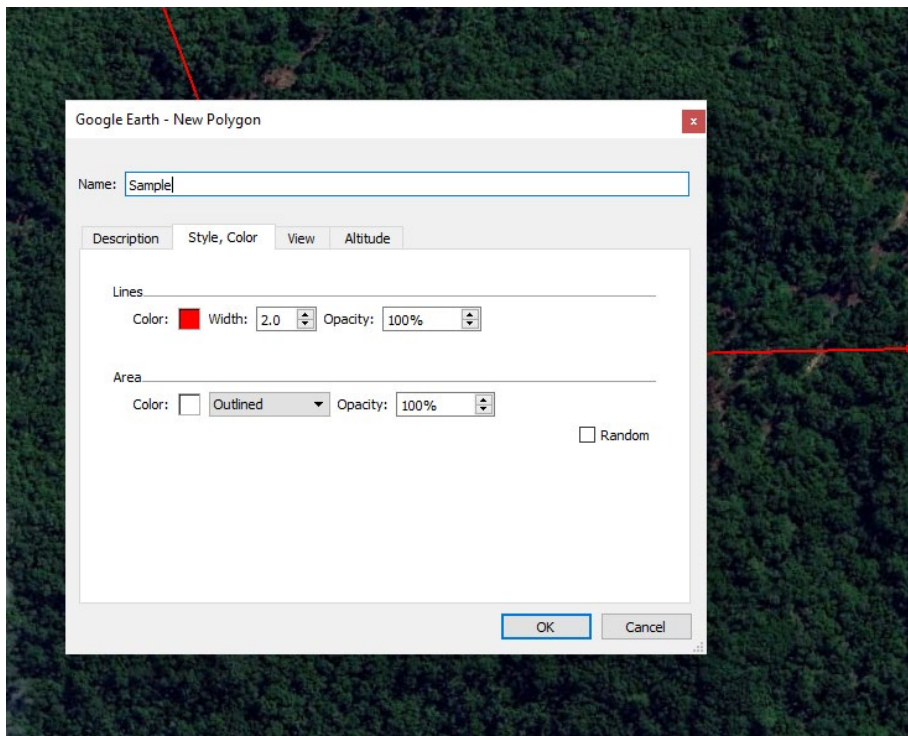 Google Earth - New Polygon
x
Name: Sample
Description Style, Color View Altitude
Lines
Color: Width: 2.0 Opacity: 100%
Area
Color: Outlined Opacity: 100%
Random
OK Cancel